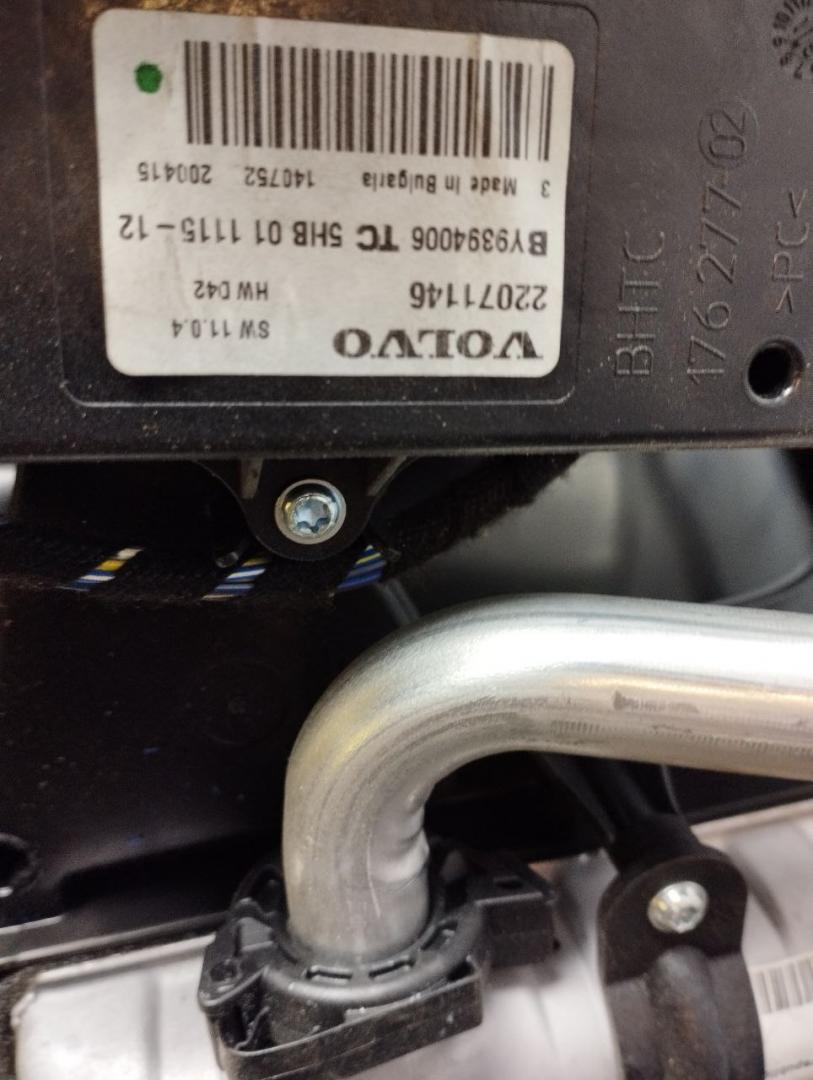 VOLVO
SW 11.0.4
22071146
HW D42
BY9394006 TC 5HB 01 1115-12
3 Made in Bulgaria 140752 200415
BHTC
176 277-02
>PC<